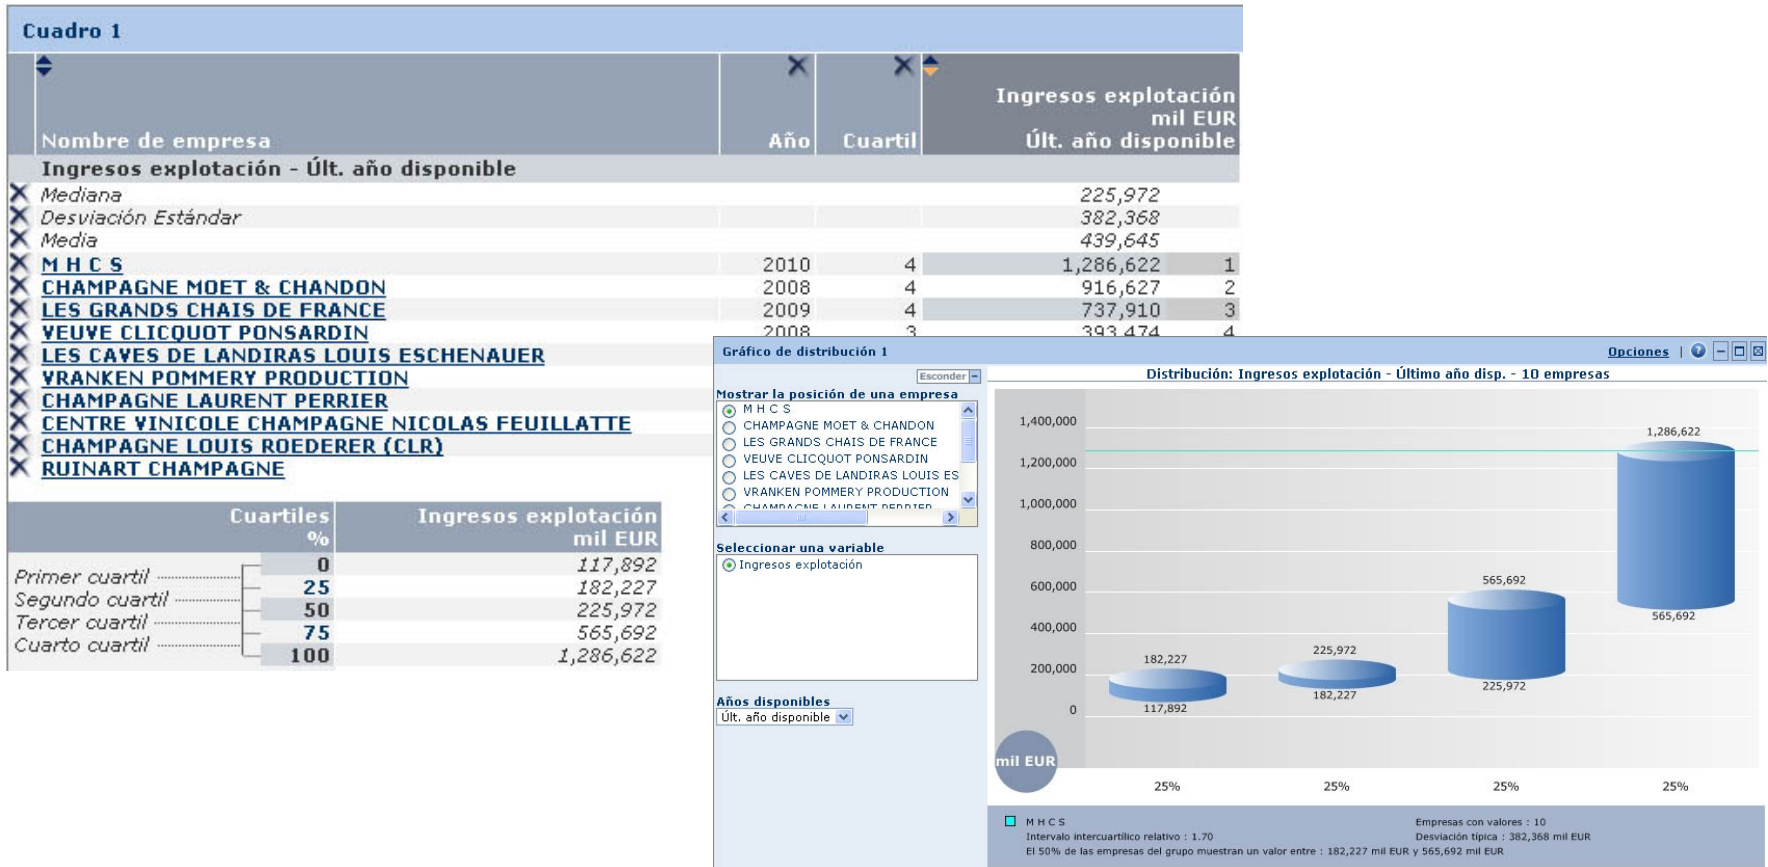 Cuadro 1
Nombre de empresa Año Cuartil Ingresos explotación
mil EUR
Últ. año disponible
Ingresos explotación - Últ. año disponible
Mediana 225,972
Desviación Estándar 382,368
Media 439,645
M H C S 2010 4 1,286,622 1
CHAMPAGNE MOET & CHANDON 2008 4 916,627 2
LES GRANDS CHAIS DE FRANCE 2009 4 737,910 3
VEUVE CLICQUOT PONSARDIN 2008 3 393,474 4
LES CAVES DE LANDIRAS LOUIS ESCHENAUER
VRANKEN POMMERY PRODUCTION
CHAMPAGNE LAURENT PERRIER
CENTRE VINICOLE CHAMPAGNE NICOLAS FEUILLATTE
CHAMPAGNE LOUIS ROEDERER (CLR)
RUINART CHAMPAGNE
Cuartiles
%
Ingresos explotación
mil EUR
0 117,892
Primer cuartil
25 182,227
Segundo cuartil
50 225,972
Tercer cuartil
75 565,692
Cuarto cuartil
100 1,286,622
Gráfico de distribución 1
Opciones | ?
Esconder
Mostrar la posición de una empresa
M H C S
CHAMPAGNE MOET & CHANDON
LES GRANDS CHAIS DE FRANCE
VEUVE CLICQUOT PONSARDIN
LES CAVES DE LANDIRAS LOUIS ES
VRANKEN POMMERY PRODUCTION
CHAMPAGNE LAURENT PERRIER
Seleccionar una variable
Ingresos explotación
Años disponibles
Últ. año disponible
Distribución: Ingresos explotación - Último año disp. - 10 empresas
1,400,000
1,200,000
1,000,000
800,000
600,000
400,000
200,000
0
182,227
117,892
225,972
182,227
565,692
225,972
1,286,622
565,692
mil EUR
25% 25% 25% 25%
M H C S
Intervalo intercuartílico relativo : 1.70
Empresas con valores : 10
Desviación típica : 382,368 mil EUR
El 50% de las empresas del grupo muestran un valor entre : 182,227 mil EUR y 565,692 mil EUR